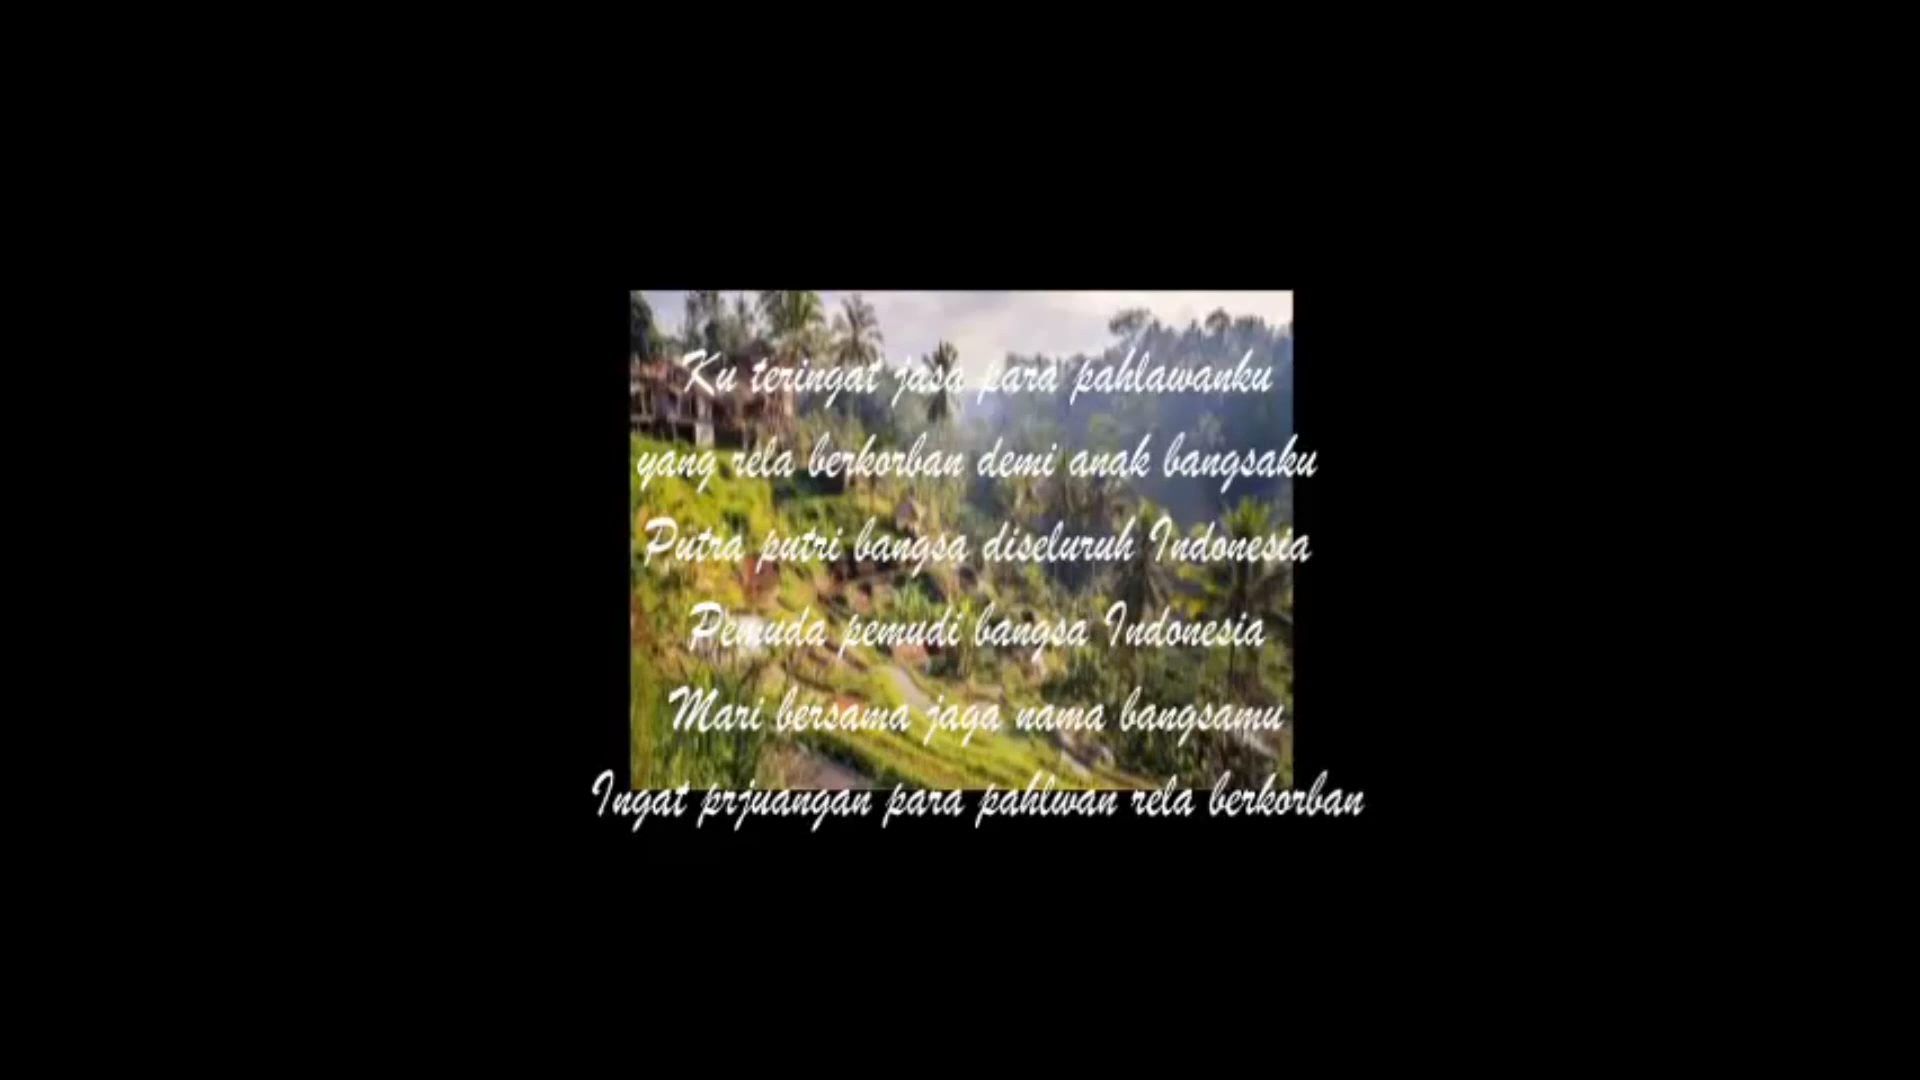 Ku teringat jasa para pahlawanku
yang rela berkorban demi anak bangsaku
Putra putri bangsa diseluruh Indonesia
Pemuda pemudi bangsa Indonesia
Mari bersama jaga nama bangsamu
Ingat prjuangan para pahlwan rela berkorban